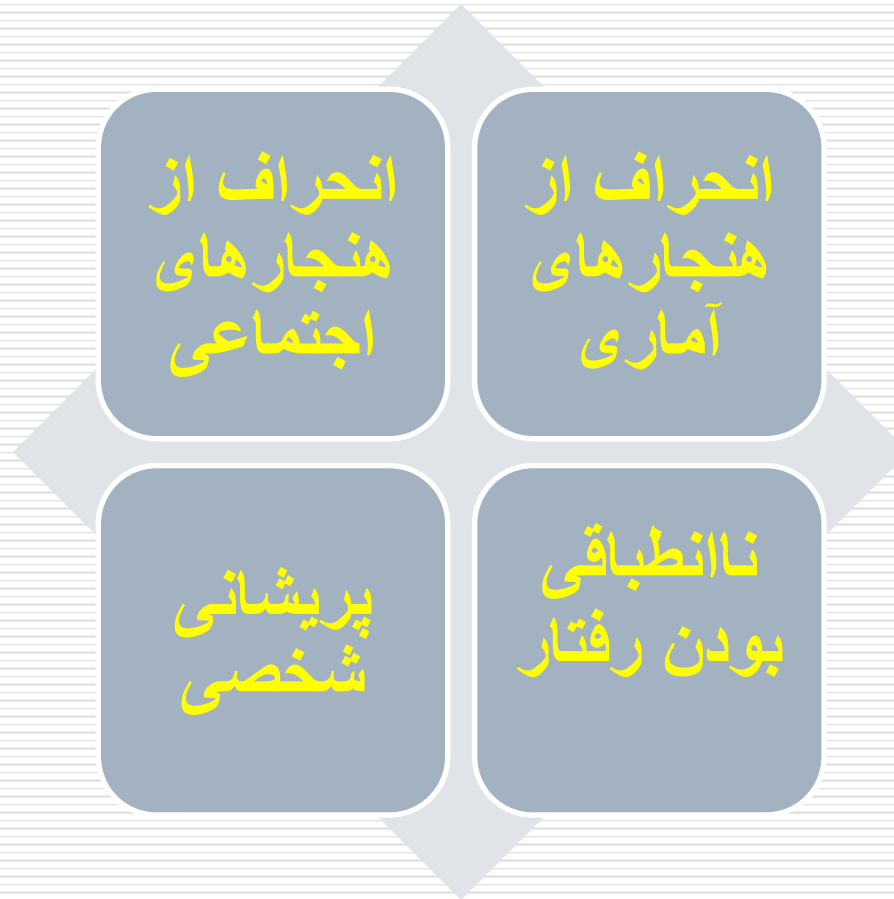 انحراف از
هنجارهای
آماری
انحراف از
هنجارهای
اجتماعی
ناانطباقی
بودن رفتار
پریشانی
شخصی